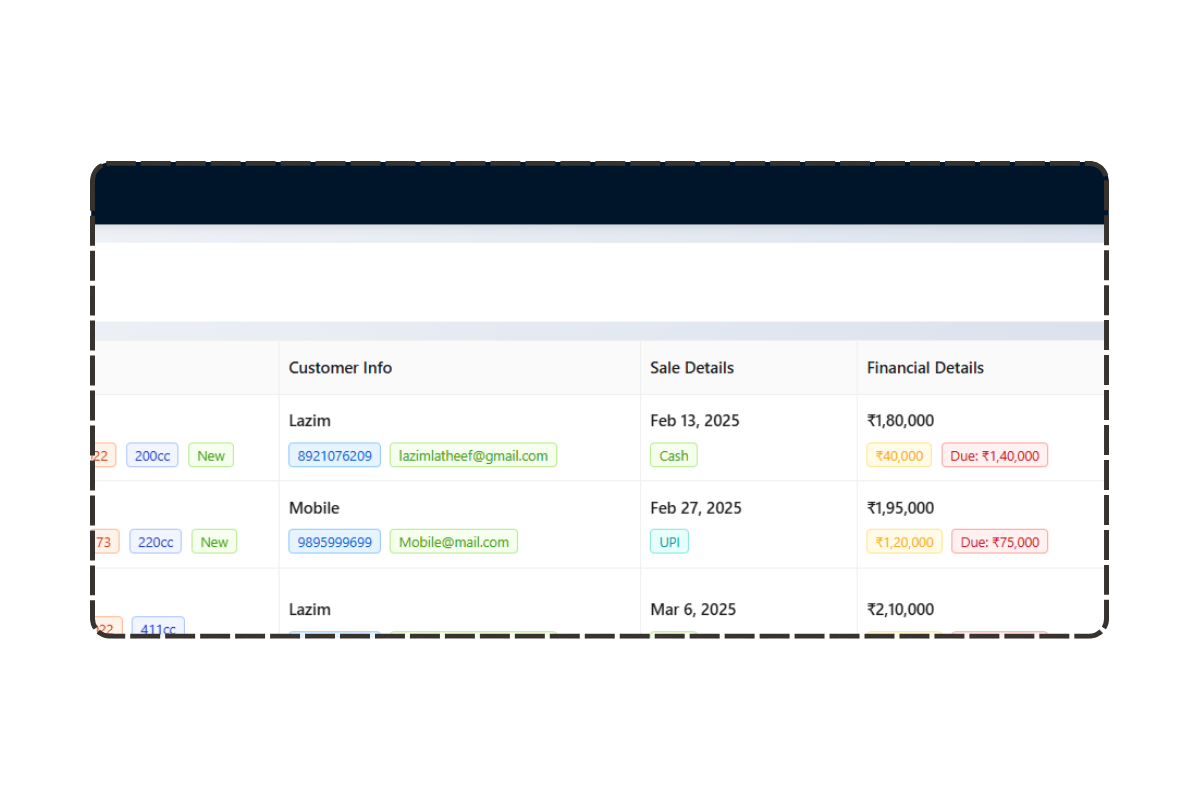 Customer Info Sale Details Financial Details
Lazim Feb 13, 2025 ₹1,80,000
22 200cc New 8921076209 lazimlatheef@gmail.com Cash ₹40,000 Due: ₹1,40,000
Mobile Feb 27, 2025 ₹1,95,000
73 220cc New 9895999699 Mobile@mail.com UPI ₹1,20,000 Due: ₹75,000
Lazim Mar 6, 2025 ₹2,10,000
22 411cc